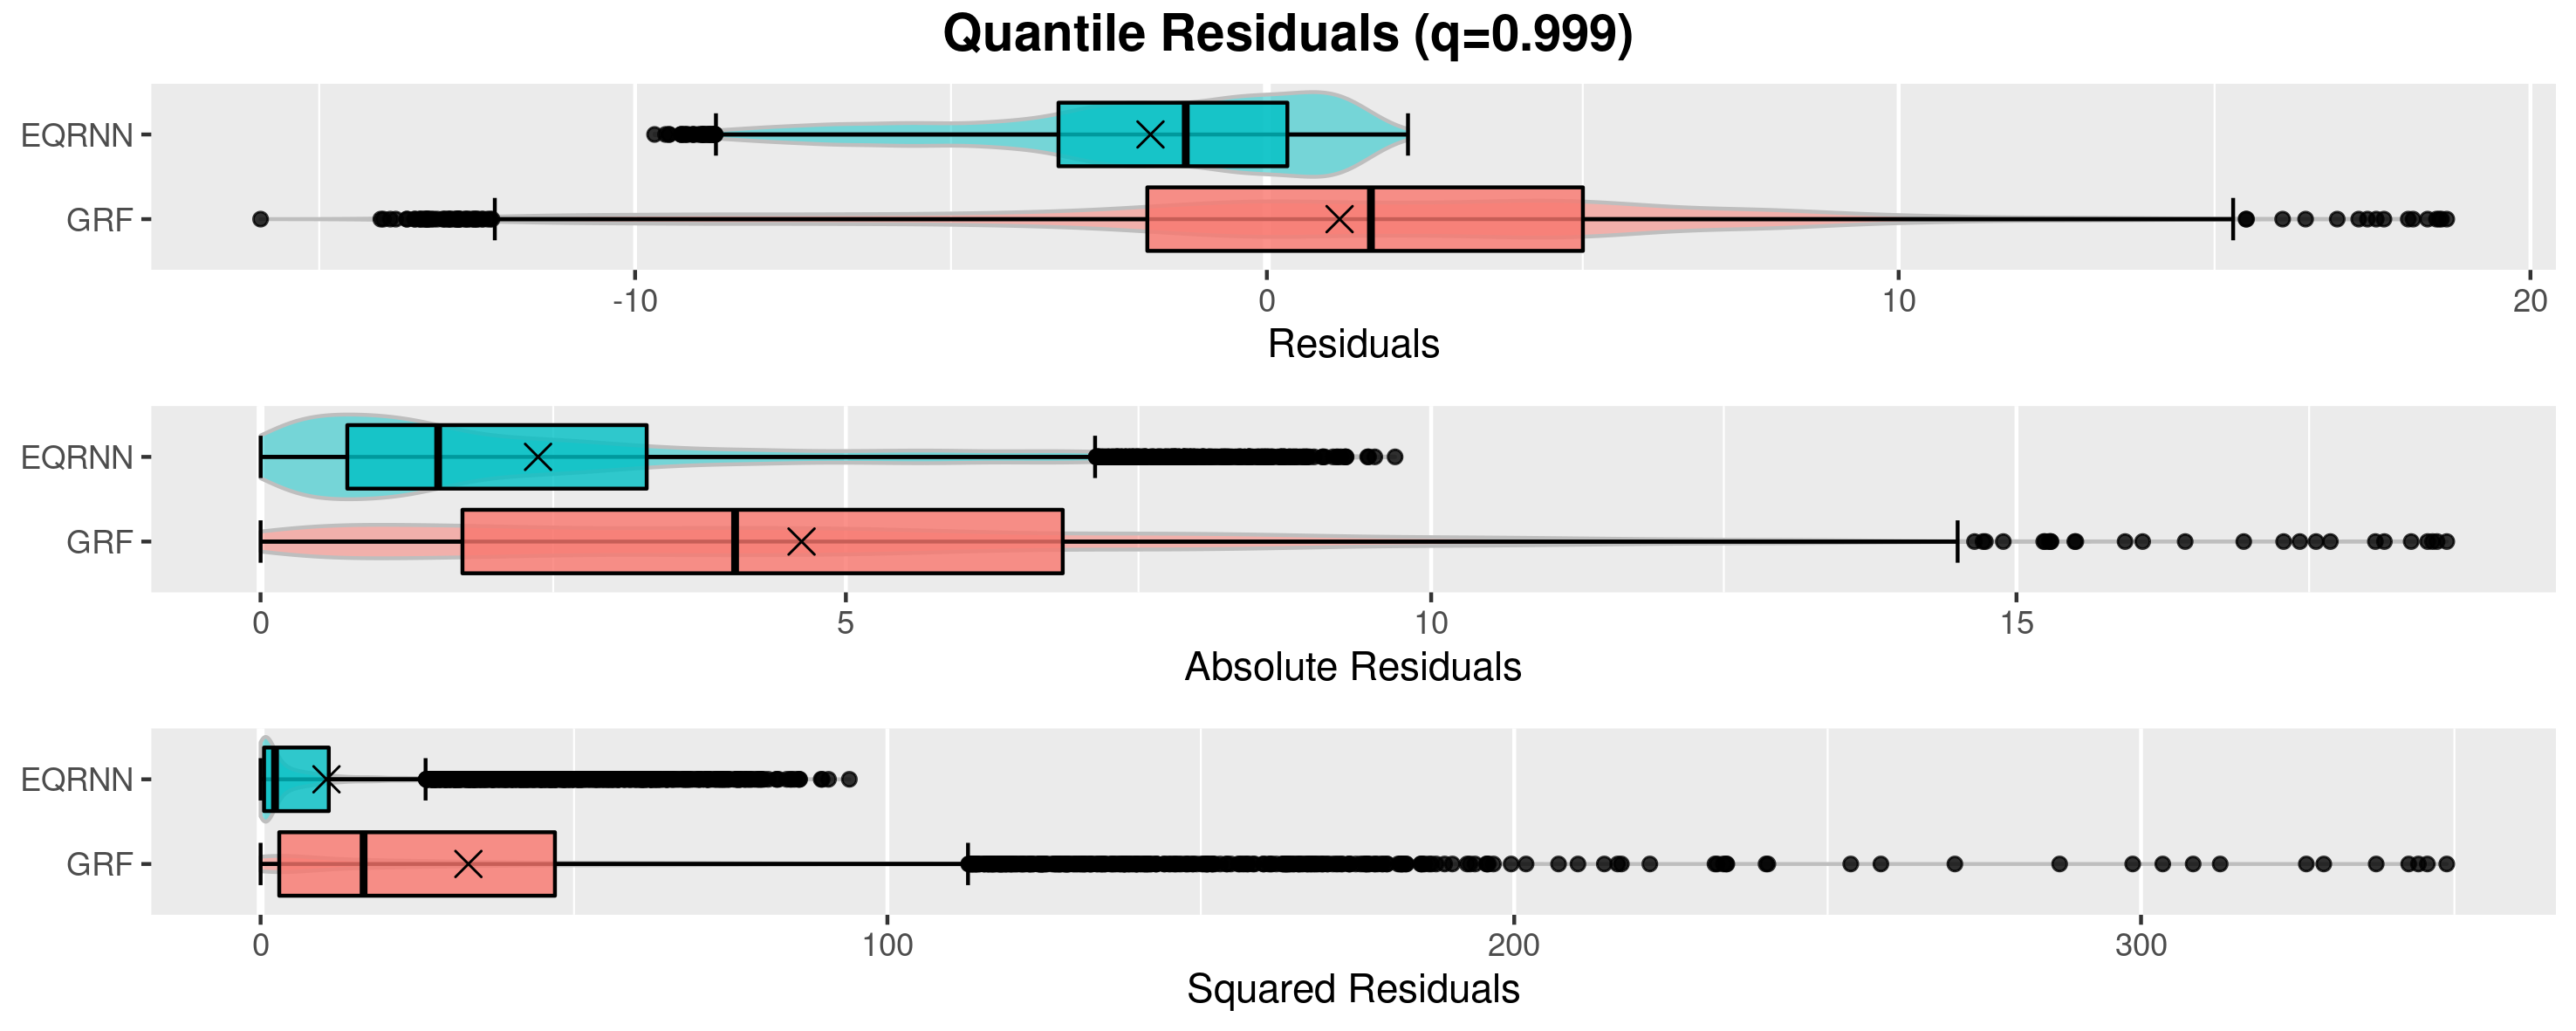 Quantile Residuals (q=0.999)
EQRNN
GRF
-10 0 10 20
Residuals
EQRNN
GRF
0 5 10 15
Absolute Residuals
EQRNN
GRF
0 100 200 300
Squared Residuals